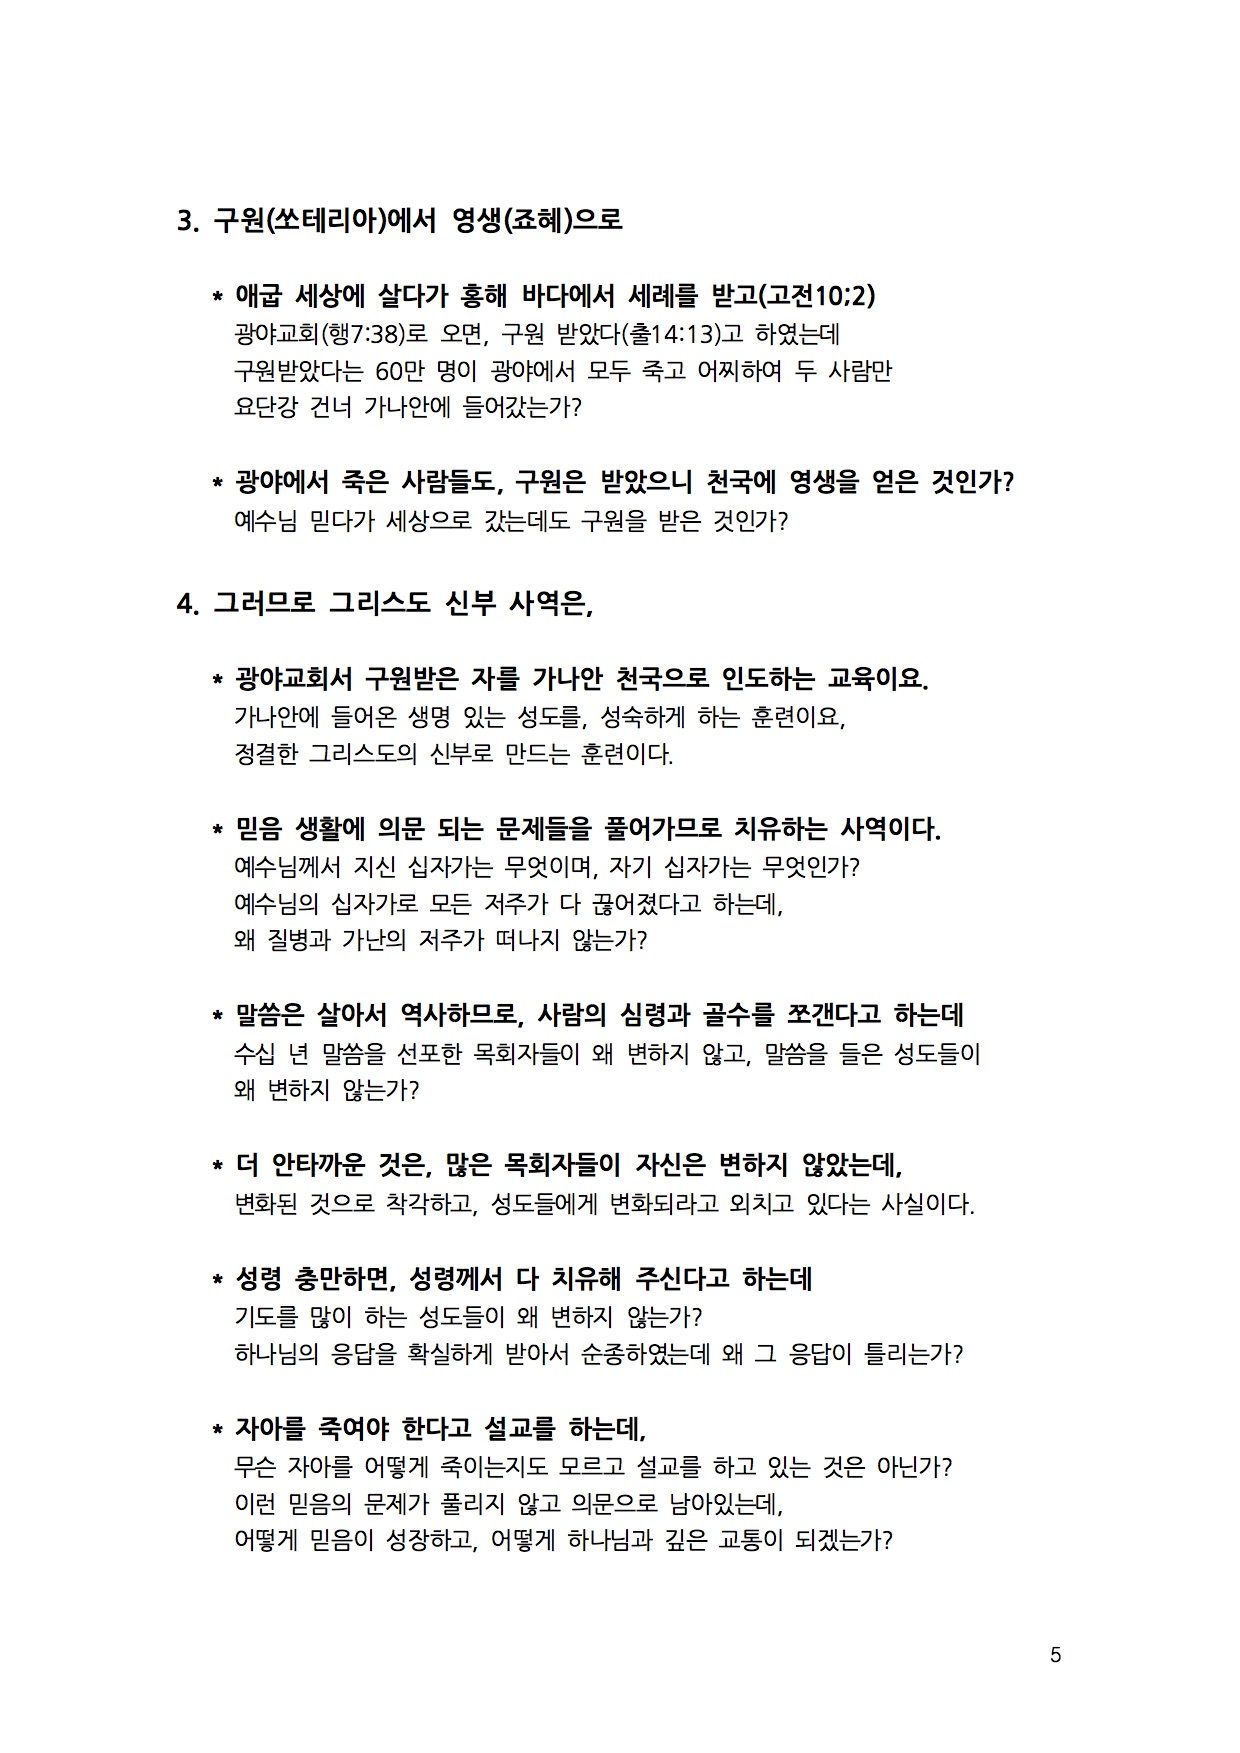 3. 구원(쏘테리아)에서 영생(죠혜)으로
* 애굽 세상에 살다가 홍해 바다에서 세례를 받고(고전10;2)
광야교회(행7:38)로 오면, 구원 받았다(출14:13)고 하였는데
구원받았다는 60만 명이 광야에서 모두 죽고 어찌하여 두 사람만
요단강 건너 가나안에 들어갔는가?
* 광야에서 죽은 사람들도, 구원은 받았으니 천국에 영생을 얻은 것인가?
예수님 믿다가 세상으로 갔는데도 구원을 받은 것인가?
4. 그러므로 그리스도 신부 사역은,
* 광야교회서 구원받은 자를 가나안 천국으로 인도하는 교육이요.
가나안에 들어온 생명 있는 성도를, 성숙하게 하는 훈련이요,
정결한 그리스도의 신부로 만드는 훈련이다.
* 믿음 생활에 의문 되는 문제들을 풀어가므로 치유하는 사역이다.
예수님께서 지신 십자가는 무엇이며, 자기 십자가는 무엇인가?
예수님의 십자가로 모든 저주가 다 끊어졌다고 하는데,
왜 질병과 가난의 저주가 떠나지 않는가?
* 말씀은 살아서 역사하므로, 사람의 심령과 골수를 쪼갠다고 하는데
수십 년 말씀을 선포한 목회자들이 왜 변하지 않고, 말씀을 들은 성도들이
왜 변하지 않는가?
* 더 안타까운 것은, 많은 목회자들이 자신은 변하지 않았는데,
변화된 것으로 착각하고, 성도들에게 변화되라고 외치고 있다는 사실이다.
* 성령 충만하면, 성령께서 다 치유해 주신다고 하는데
기도를 많이 하는 성도들이 왜 변하지 않는가?
하나님의 응답을 확실하게 받아서 순종하였는데 왜 그 응답이 틀리는가?
* 자아를 죽여야 한다고 설교를 하는데,
무슨 자아를 어떻게 죽이는지도 모르고 설교를 하고 있는 것은 아닌가?
이런 믿음의 문제가 풀리지 않고 의문으로 남아있는데,
어떻게 믿음이 성장하고, 어떻게 하나님과 깊은 교통이 되겠는가?
5